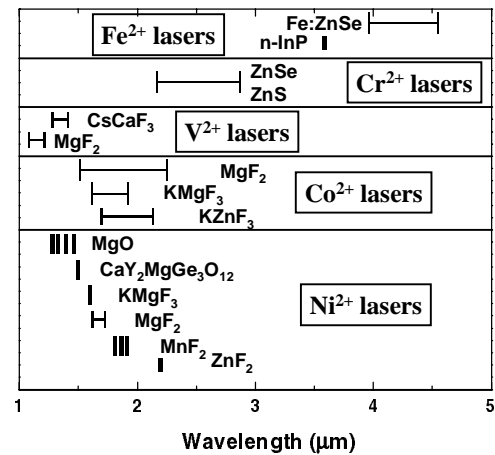 Fe²⁺ lasers
Fe:ZnSe
n-InP
ZnSe
ZnS
Cr²⁺ lasers
CsCaF₃
MgF₂
V²⁺ lasers
MgF₂
KMgF₃
KZnF₃
Co²⁺ lasers
MgO
CaY₂MgGe₃O₁₂
KMgF₃
MgF₂
MnF₂
ZnF₂
Ni²⁺ lasers
1 2 3 4 5
Wavelength (μm)